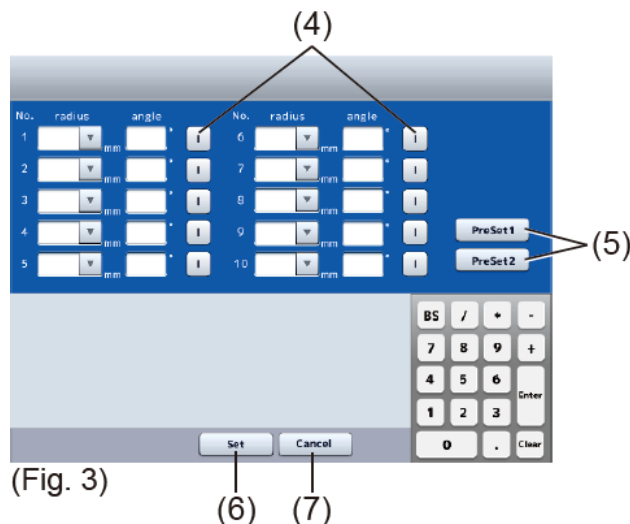 (4)
No. radius angle No. radius angle
1 mm ° I 6 mm ° I
2 mm ° I 7 mm ° I
3 mm ° I 8 mm ° I
4 mm ° I 9 mm ° I PreSet1
5 mm ° I 10 mm ° I PreSet2
(5)
BS / * -
7 8 9 +
4 5 6
1 2 3 Enter
0 . Clear
Set Cancel
(Fig. 3)
(6) (7)